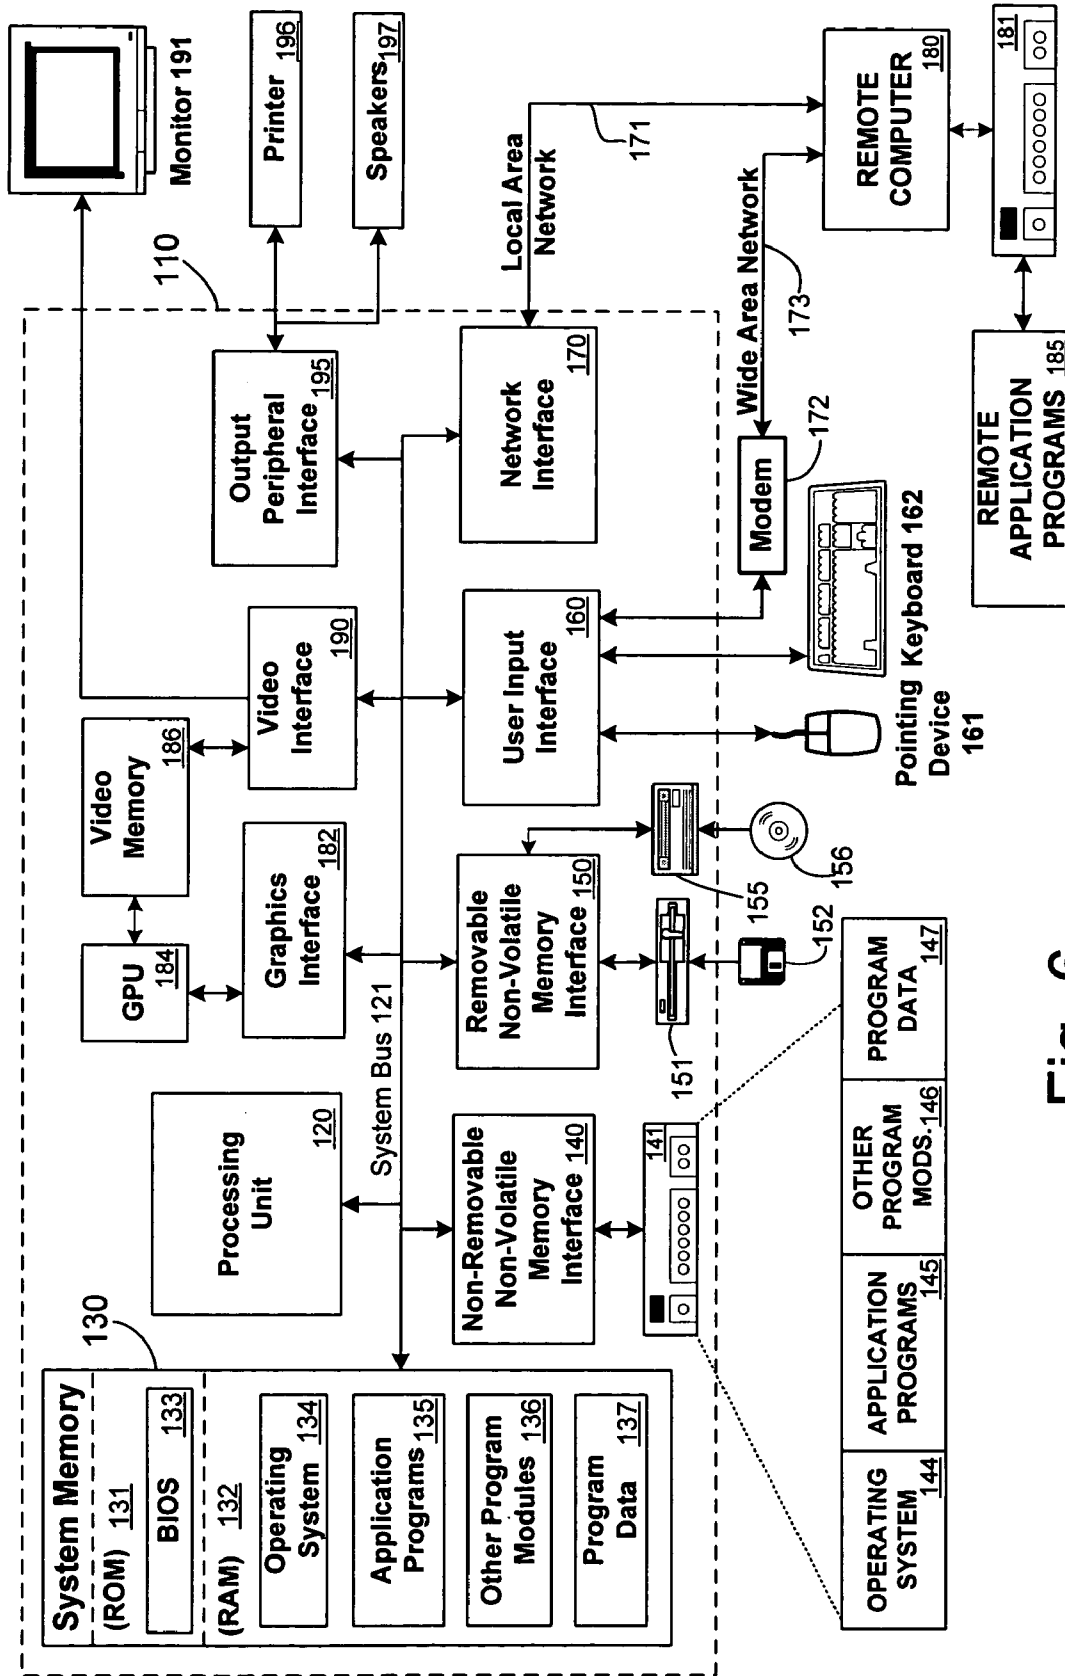 System Memory
(ROM) 131
BIOS 133
(RAM) 132
Operating
System 134
Application
Programs 135
Other Program
Modules 136
Program
Data 137
130
Processing
Unit
120
GPU
184
Video
Memory
186
Graphics
Interface
182
Video
Interface
190
Output
Peripheral
Interface 195
110
Monitor 191
Printer
196
Speakers 197
System Bus 121
Non-Removable
Non-Volatile
Memory
Interface 140
Removable
Non-Volatile
Memory
Interface 150
User Input
Interface
160
Network
Interface
170
Local Area
Network
171
Wide Area Network
173
141
151
152
155
156
Pointing
Device
161
Keyboard 162
Modem
172
REMOTE
COMPUTER
180
181
REMOTE
APPLICATION
PROGRAMS 185
OPERATING
SYSTEM 144
APPLICATION
PROGRAMS 145
OTHER
PROGRAM
MODS. 146
PROGRAM
DATA 147